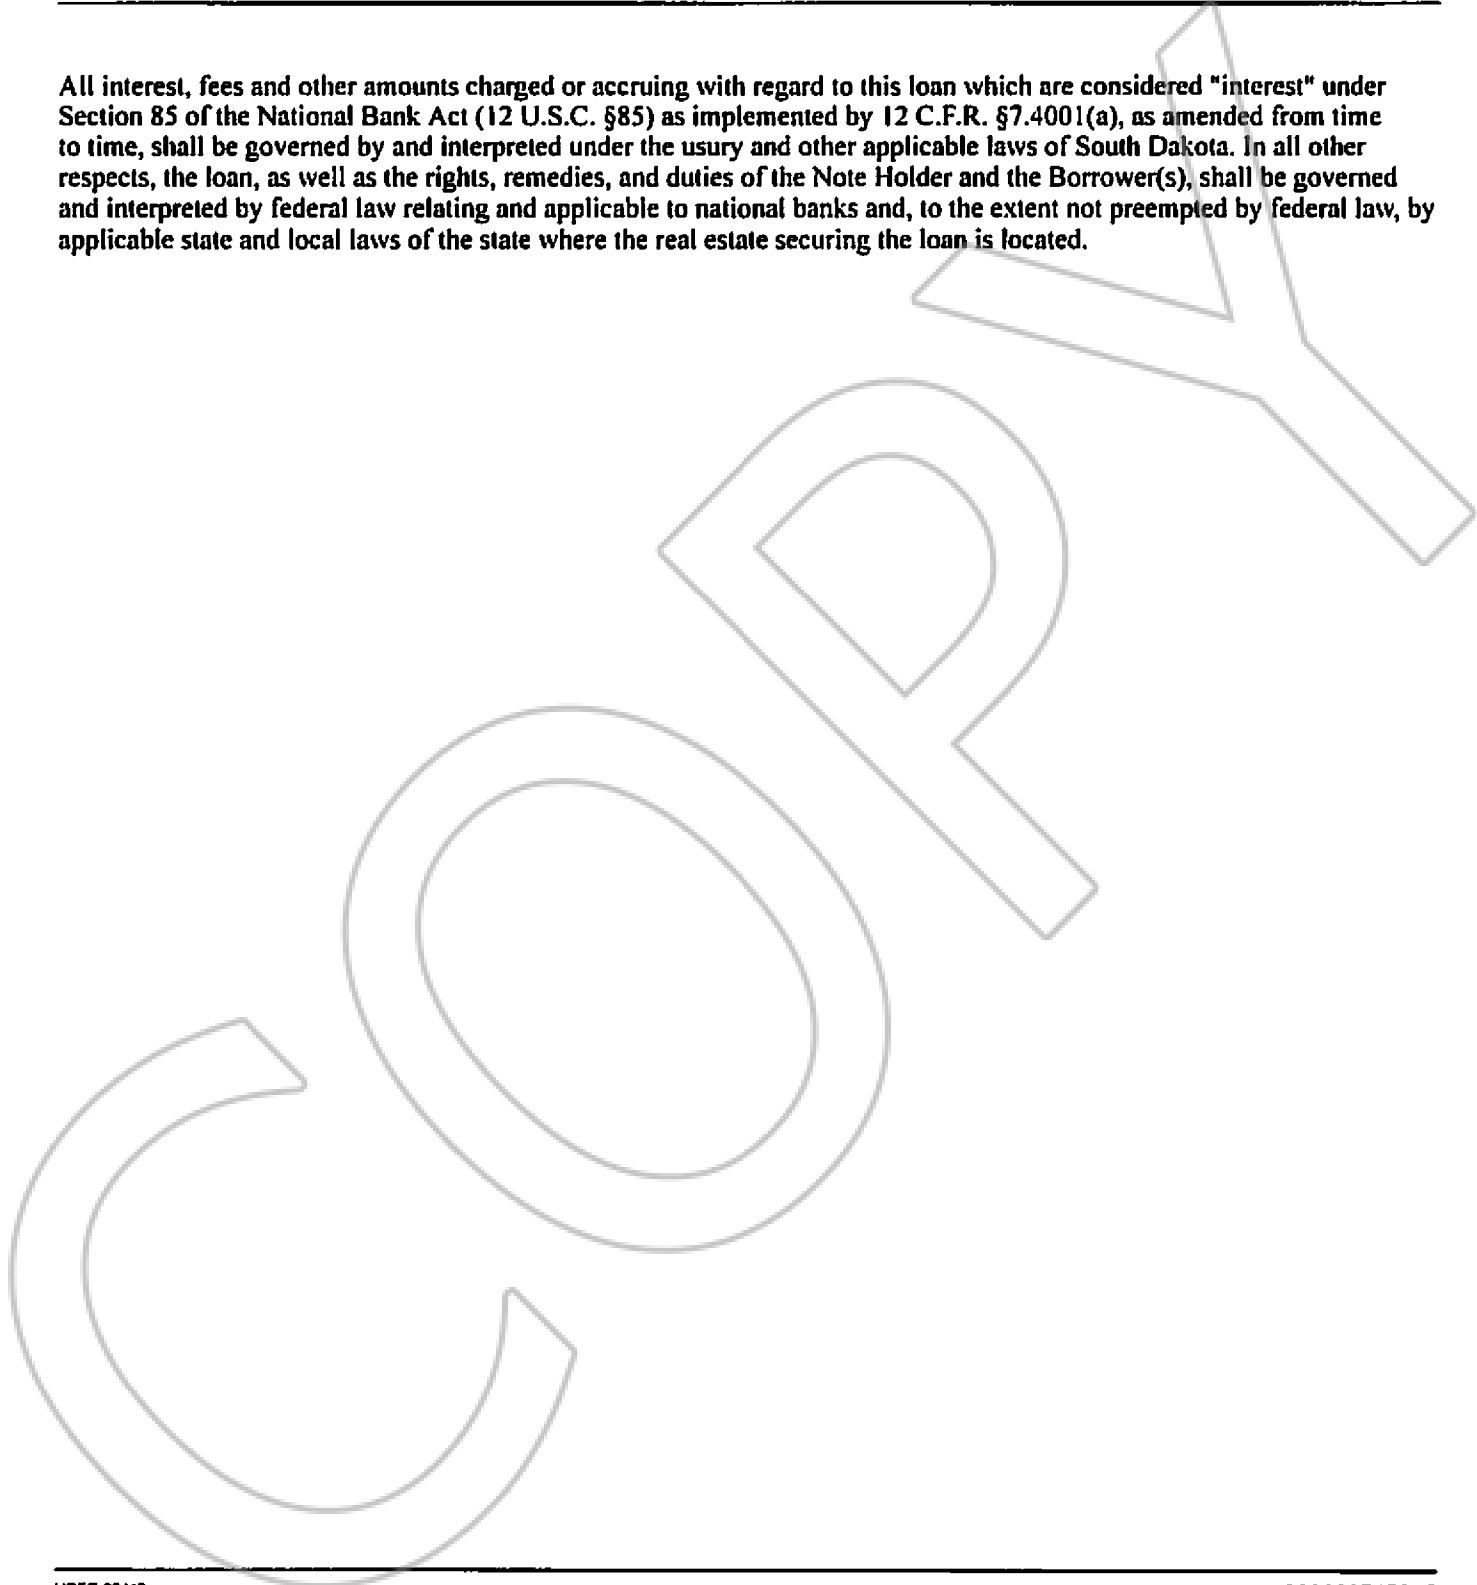 All interest, fees and other amounts charged or accruing with regard to this loan which are considered "interest" under
Section 85 of the National Bank Act (12 U.S.C. §85) as implemented by 12 C.F.R. §7.4001(a), as amended from time
to time, shall be governed by and interpreted under the usury and other applicable laws of South Dakota. In all other
respects, the loan, as well as the rights, remedies, and duties of the Note Holder and the Borrower(s), shall be governed
and interpreted by federal law relating and applicable to national banks and, to the extent not preempted by federal law, by
applicable state and local laws of the state where the real estate securing the loan is located.
COPY